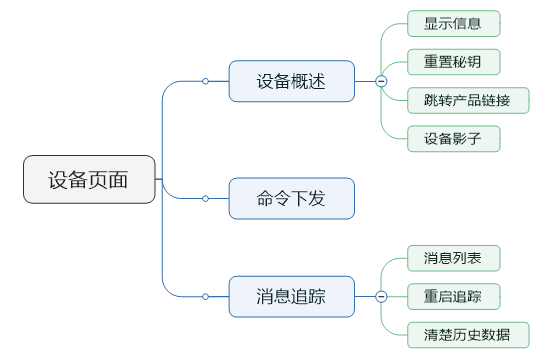 设备页面
设备概述
显示信息
重置秘钥
跳转产品链接
设备影子
命令下发
消息追踪
消息列表
重启追踪
清楚历史数据